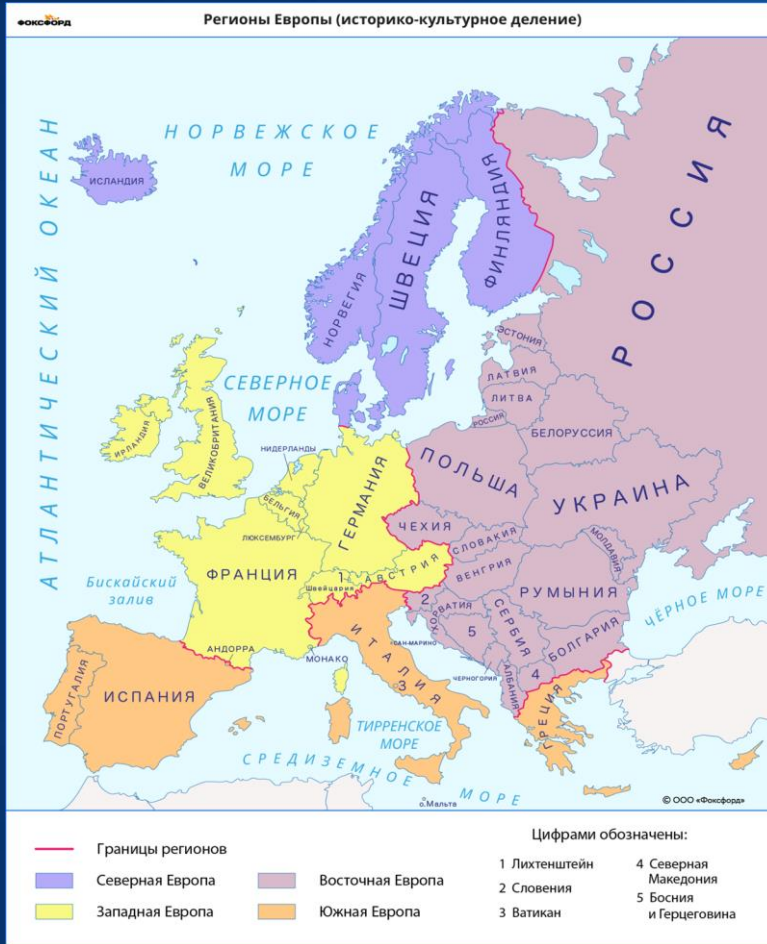 ФОКСФОРД
Регионы Европы (историко-культурное деление)
АТЛАНТИЧЕСКИЙ ОКЕАН
НОРВЕЖСКОЕ
МОРЕ
ИСЛАНДИЯ
НОРВЕГИЯ
ШВЕЦИЯ
ФИНЛЯНДИЯ
РОССИЯ
ЭСТОНИЯ
ЛАТВИЯ
ЛИТВА
РОССИЯ
БЕЛОРУССИЯ
СЕВЕРНОЕ
МОРЕ
ИРЛАНДИЯ
ВЕЛИКОБРИТАНИЯ
НИДЕРЛАНДЫ
БЕЛЬГИЯ
ЛЮКСЕМБУРГ
ГЕРМАНИЯ
ПОЛЬША
УКРАИНА
ЧЕХИЯ
СЛОВАКИЯ
МОЛДАВИЯ
Бискайский
залив
ФРАНЦИЯ
1
Швейцария
АВСТРИЯ
ВЕНГРИЯ
РУМЫНИЯ
2
ХОРВАТИЯ
5
СЕРБИЯ
БОЛГАРИЯ
ЧЁРНОЕ МОРЕ
АНДОРРА
МОНАКО
САН-МАРИНО
ИТАЛИЯ
3
ЧЕРНОГОРИЯ
АЛБАНИЯ
4
ГРЕЦИЯ
ПОРТУГАЛИЯ
ИСПАНИЯ
ТИРРЕНСКОЕ
МОРЕ
СРЕДИЗЕМНОЕ
МОРЕ
о.Мальта
© ООО «Фоксфорд»
Границы регионов
Северная Европа
Западная Европа
Восточная Европа
Южная Европа
Цифрами обозначены:
1 Лихтенштейн
2 Словения
3 Ватикан
4 Северная
Македония
5 Босния
и Герцеговина